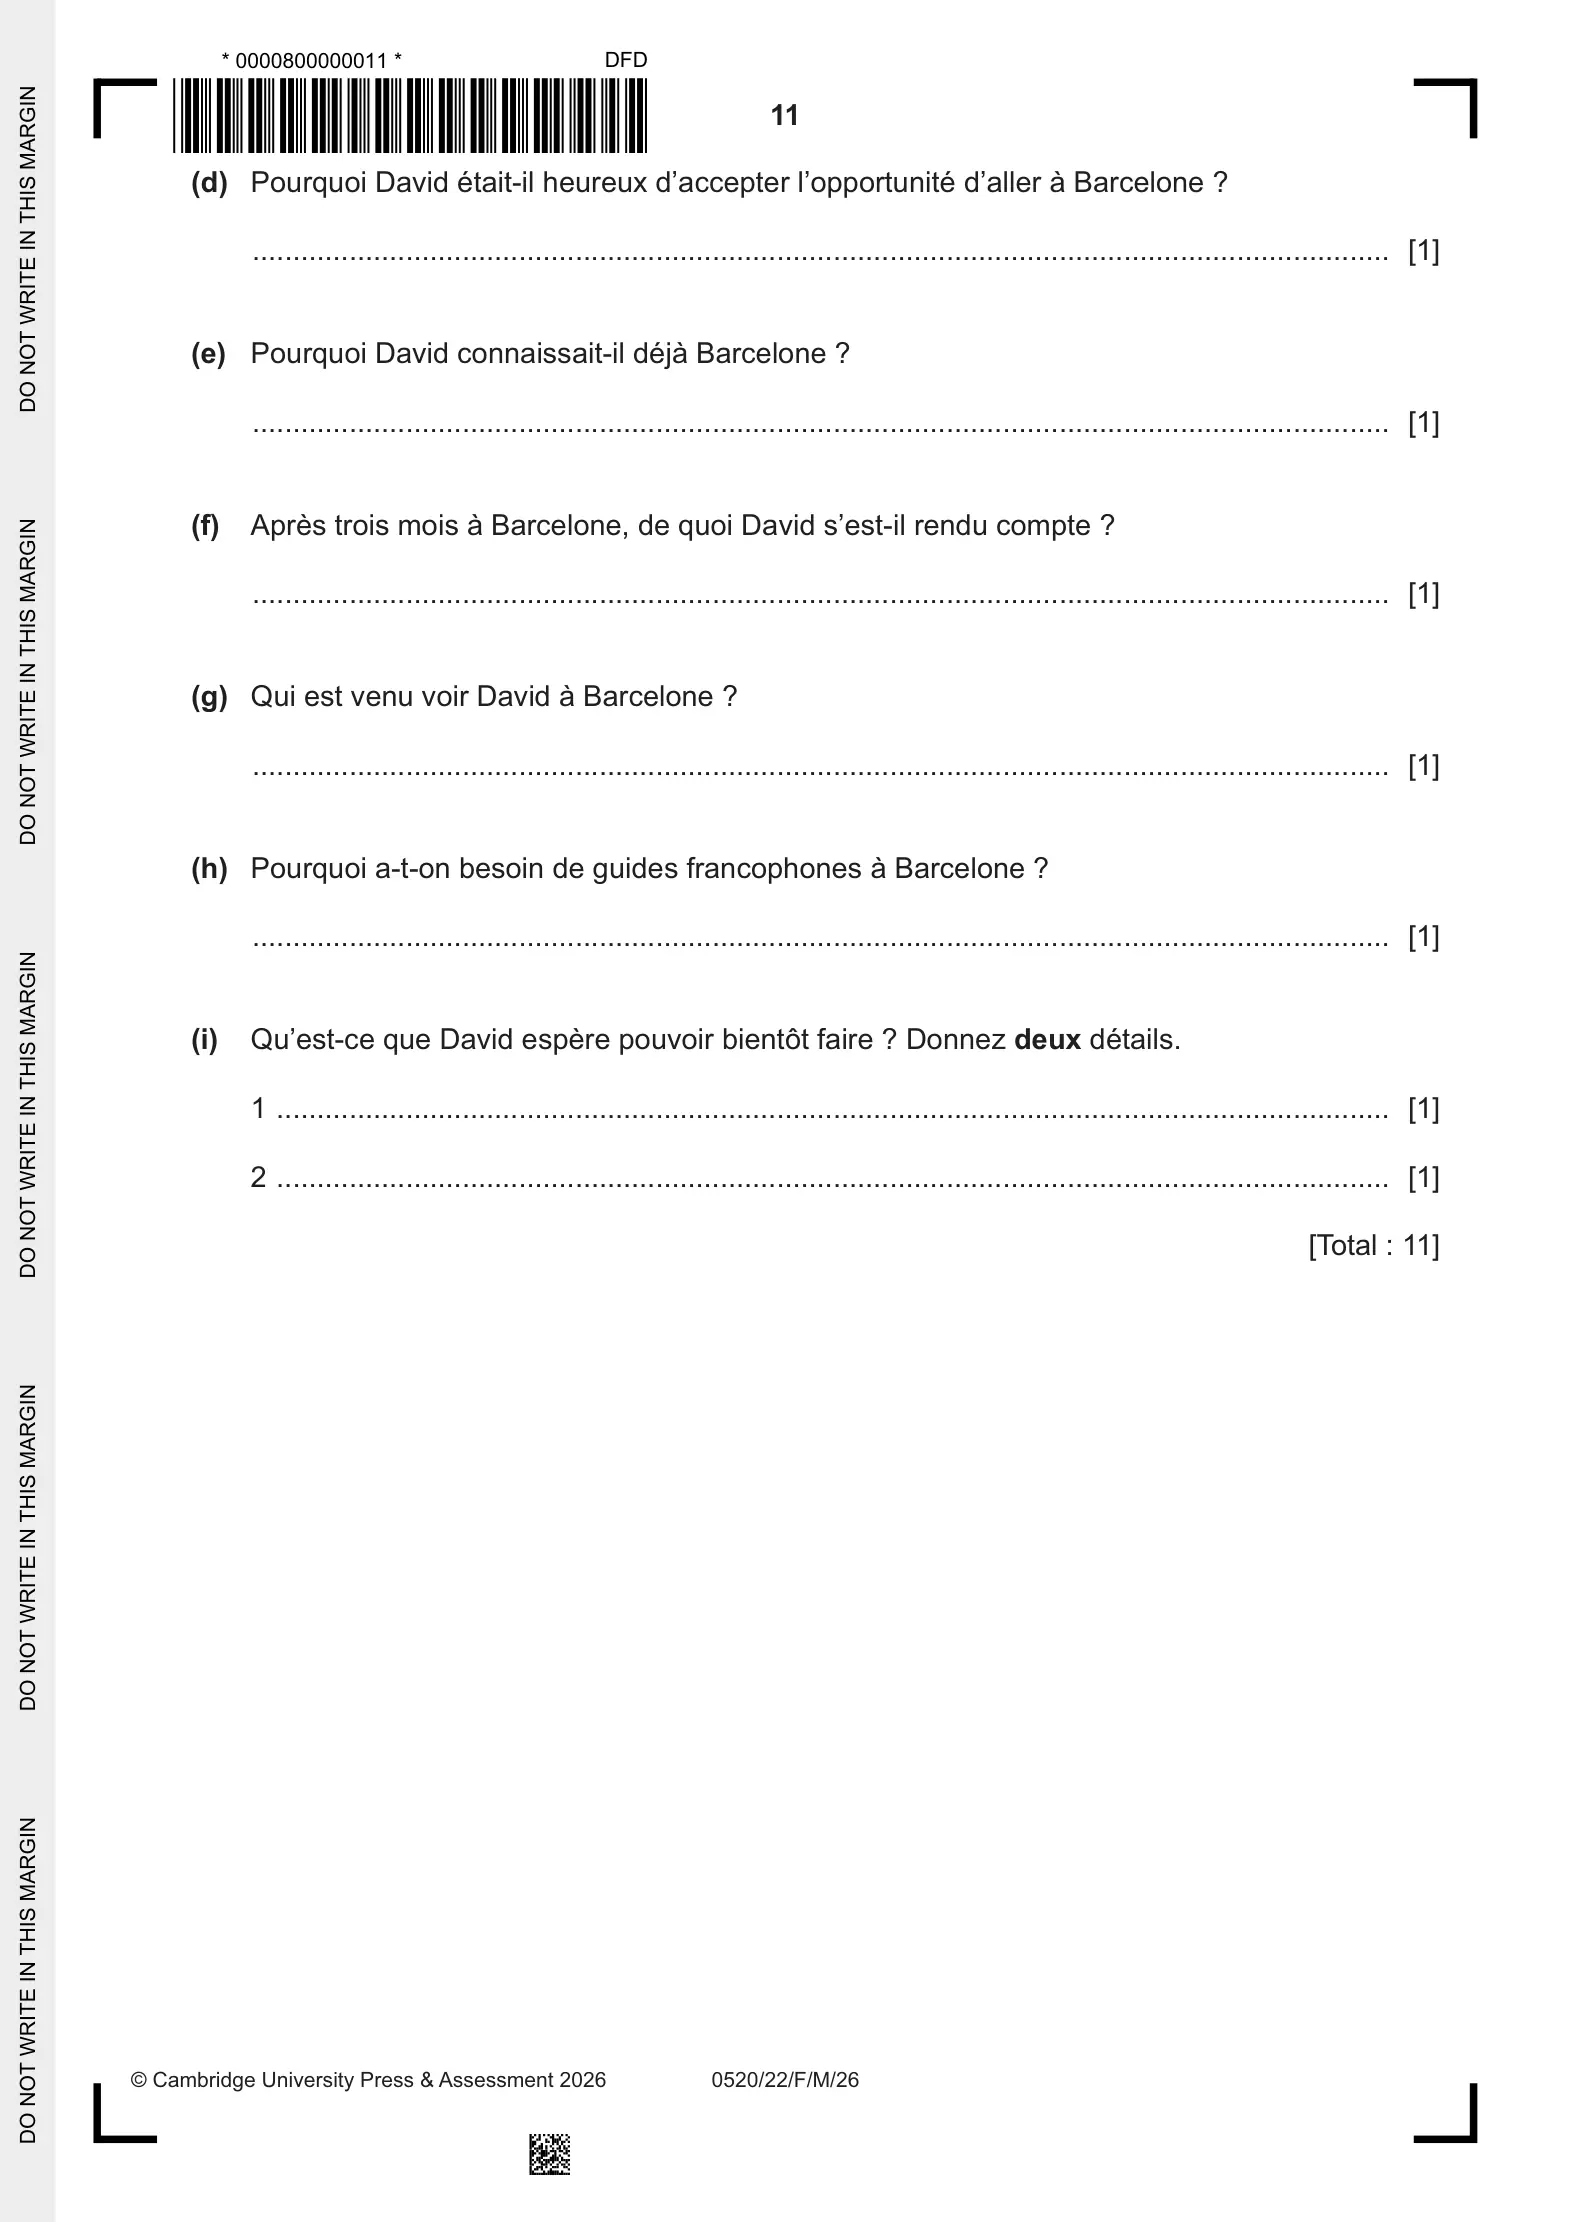 * 0000800000011 *
DFD
11
(d) Pourquoi David était-il heureux d’accepter l’opportunité d’aller à Barcelone ?
.......................................................................................................................................... [1]
(e) Pourquoi David connaissait-il déjà Barcelone ?
.......................................................................................................................................... [1]
(f) Après trois mois à Barcelone, de quoi David s’est-il rendu compte ?
.......................................................................................................................................... [1]
(g) Qui est venu voir David à Barcelone ?
.......................................................................................................................................... [1]
(h) Pourquoi a-t-on besoin de guides francophones à Barcelone ?
.......................................................................................................................................... [1]
(i) Qu’est-ce que David espère pouvoir bientôt faire ? Donnez deux détails.
1 ....................................................................................................................................... [1]
2 ....................................................................................................................................... [1]
[Total : 11]
© Cambridge University Press & Assessment 2026
0520/22/F/M/26
DO NOT WRITE IN THIS MARGIN
DO NOT WRITE IN THIS MARGIN
DO NOT WRITE IN THIS MARGIN
DO NOT WRITE IN THIS MARGIN
DO NOT WRITE IN THIS MARGIN